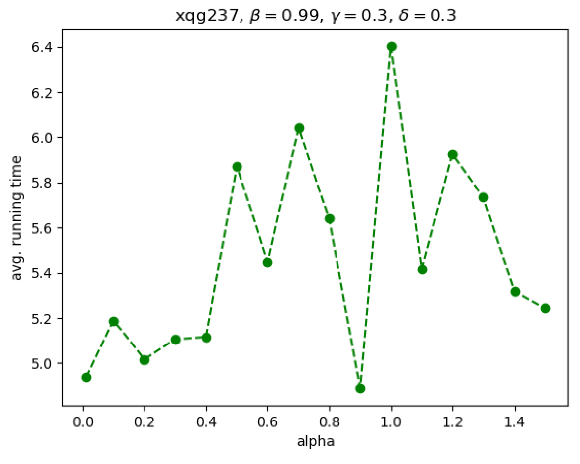 xqg237, β = 0.99, γ = 0.3, δ = 0.3
avg. running time
6.4
6.2
6.0
5.8
5.6
5.4
5.2
5.0
0.0 0.2 0.4 0.6 0.8 1.0 1.2 1.4
alpha